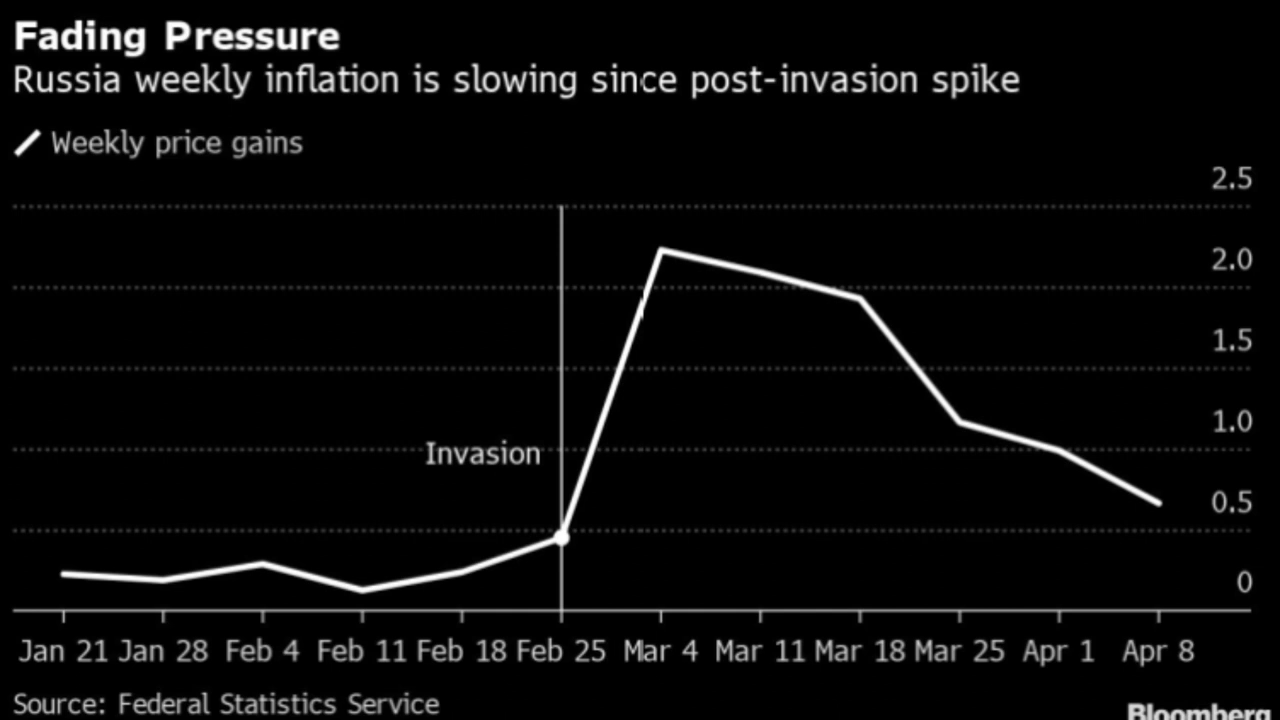 Fading Pressure
Russia weekly inflation is slowing since post-invasion spike
Weekly price gains
2.5
2.0
1.5
1.0
Invasion
0.5
0
Jan 21 Jan 28 Feb 4 Feb 11 Feb 18 Feb 25 Mar 4 Mar 11 Mar 18 Mar 25 Apr 1 Apr 8
Source: Federal Statistics Service
Bloomberg